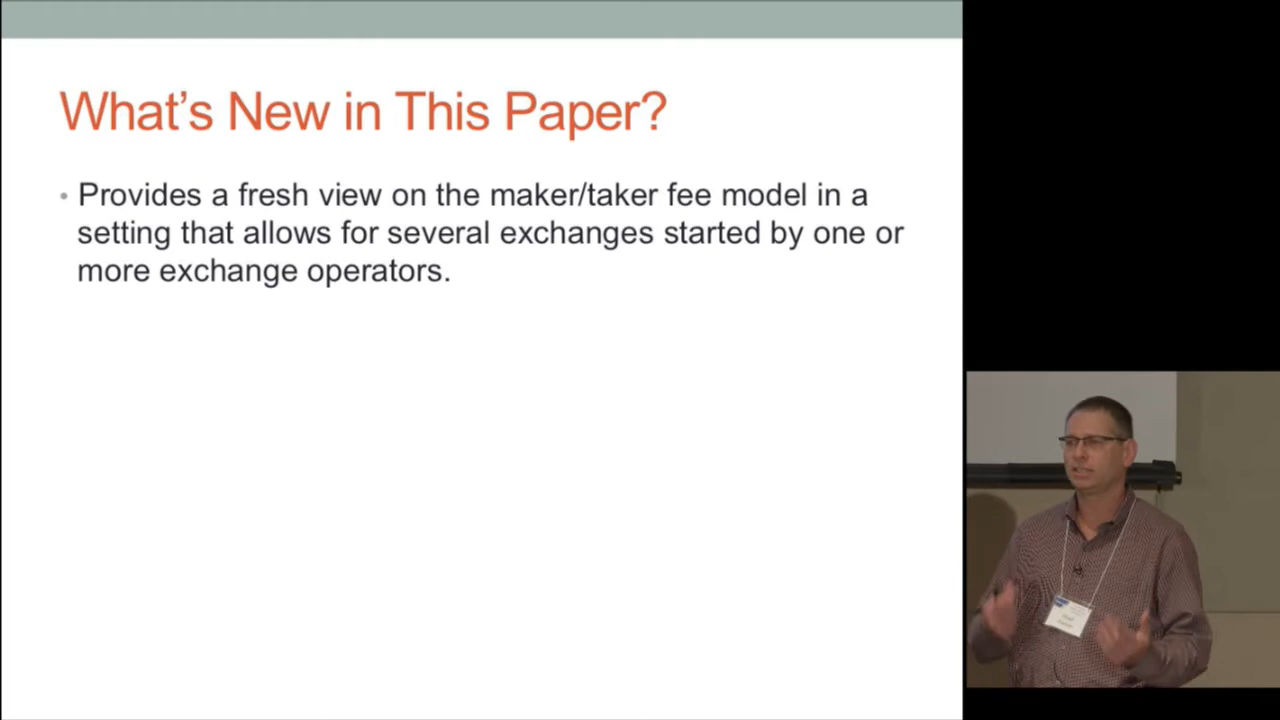 What's New in This Paper?
Provides a fresh view on the maker/taker fee model in a
setting that allows for several exchanges started by one or
more exchange operators.